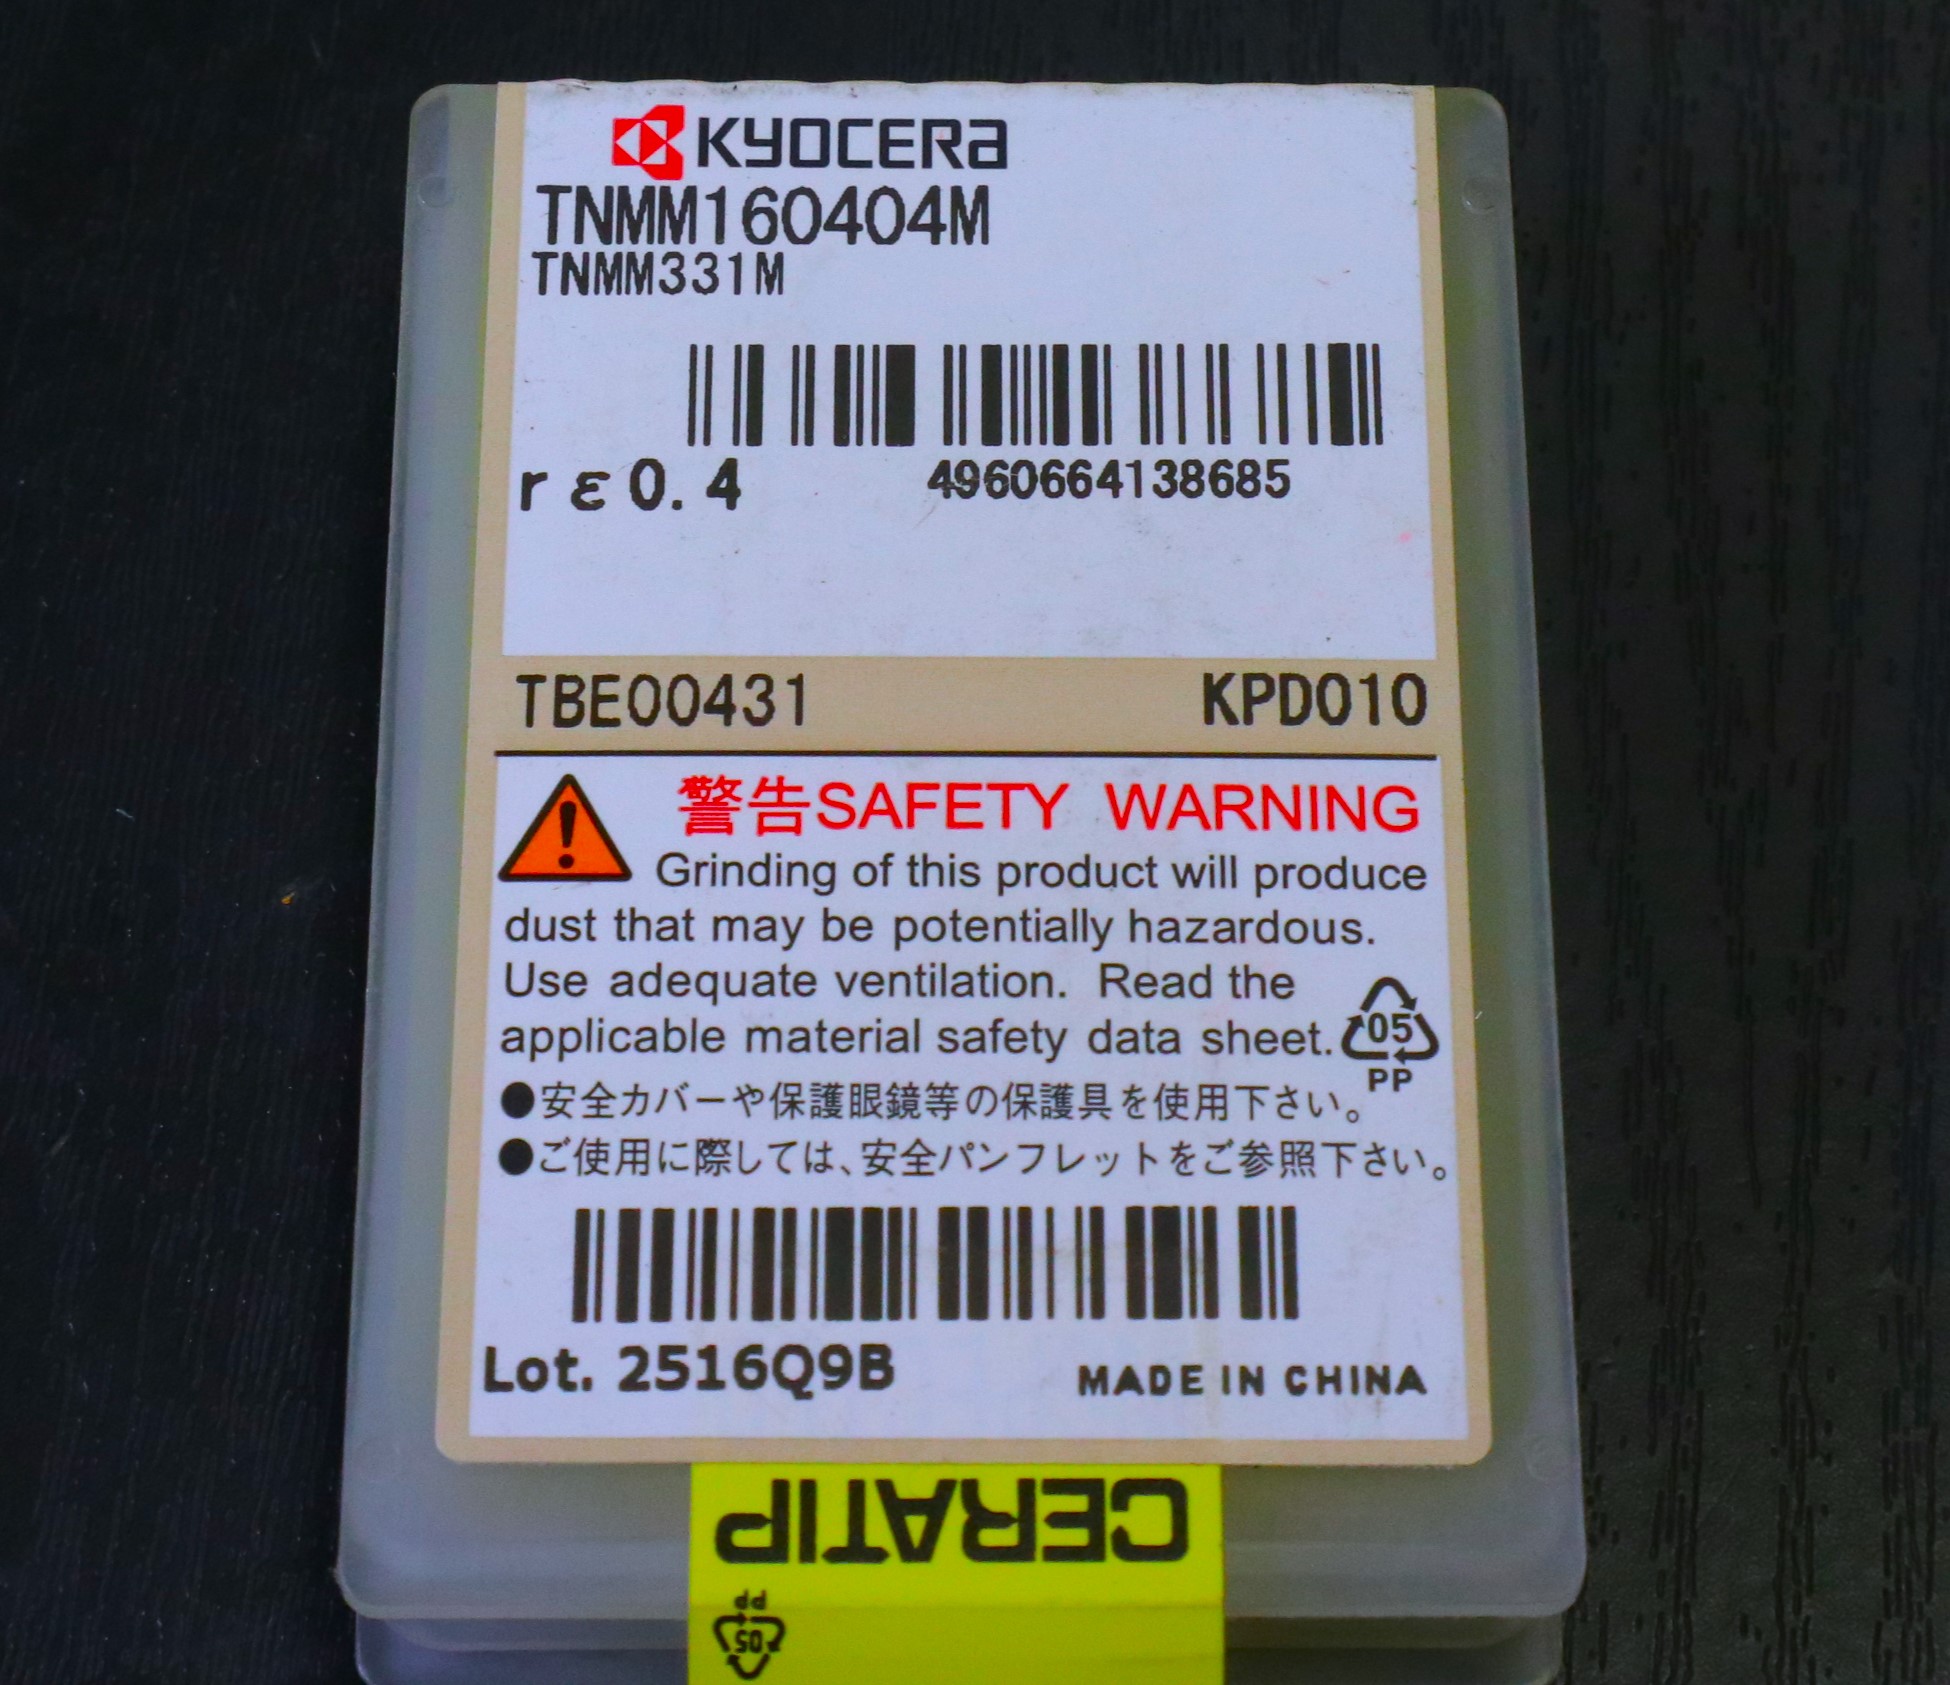 KYOCERA
TNMM160404M
TNMM331M
rε0.4 4960664138685
TBE00431 KPD010
警告SAFETY WARNING
Grinding of this product will produce
dust that may be potentially hazardous.
Use adequate ventilation. Read the
applicable material safety data sheet.
05
PP
●安全カバーや保護眼鏡等の保護具を使用下さい。
●ご使用に際しては、安全パンフレットをご参照下さい。
Lot. 2516Q9B MADE IN CHINA
CERATIP
PP
05